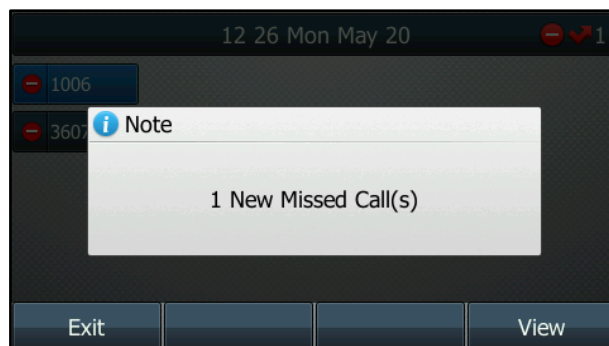 12 26 Mon May 20
1
1006
3607
Note
1 New Missed Call(s)
Exit
View